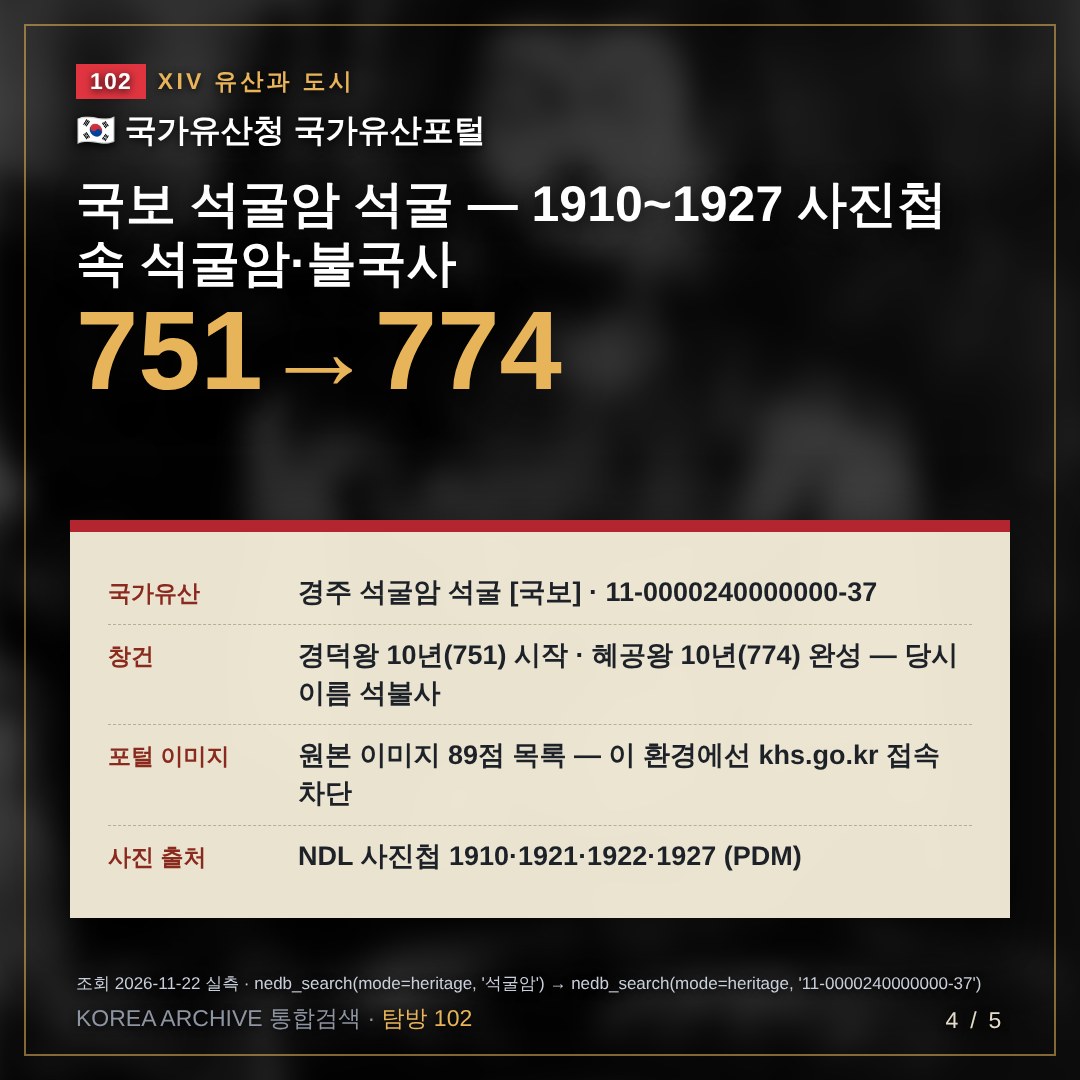 102 XIV 유산과 도시
🇰🇷 국가유산청 국가유산포털
국보 석굴암 석굴 — 1910~1927 사진첩
속 석굴암·불국사
751→774
국가유산 경주 석굴암 석굴 [국보] · 11-0000240000000-37
창건 경덕왕 10년(751) 시작 · 혜공왕 10년(774) 완성 — 당시
이름 석불사
포털 이미지 원본 이미지 89점 목록 — 이 환경에선 khs.go.kr 접속
차단
사진 출처 NDL 사진첩 1910·1921·1922·1927 (PDM)
조회 2026-11-22 실측 · nedb_search(mode=heritage, '석굴암') → nedb_search(mode=heritage, '11-0000240000000-37')
KOREA ARCHIVE 통합검색 · 탐방 102
4 / 5